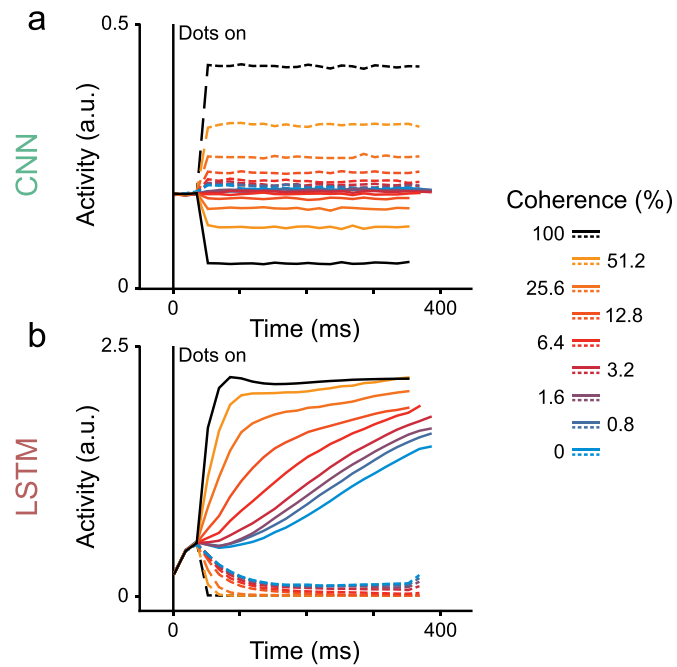 a
0.5
Dots on
CNN
Activity (a.u.)
0
0
400
Time (ms)
b
2.5
Dots on
LSTM
Activity (a.u.)
0
0
400
Time (ms)
Coherence (%)
100
51.2
25.6
12.8
6.4
3.2
1.6
0.8
0